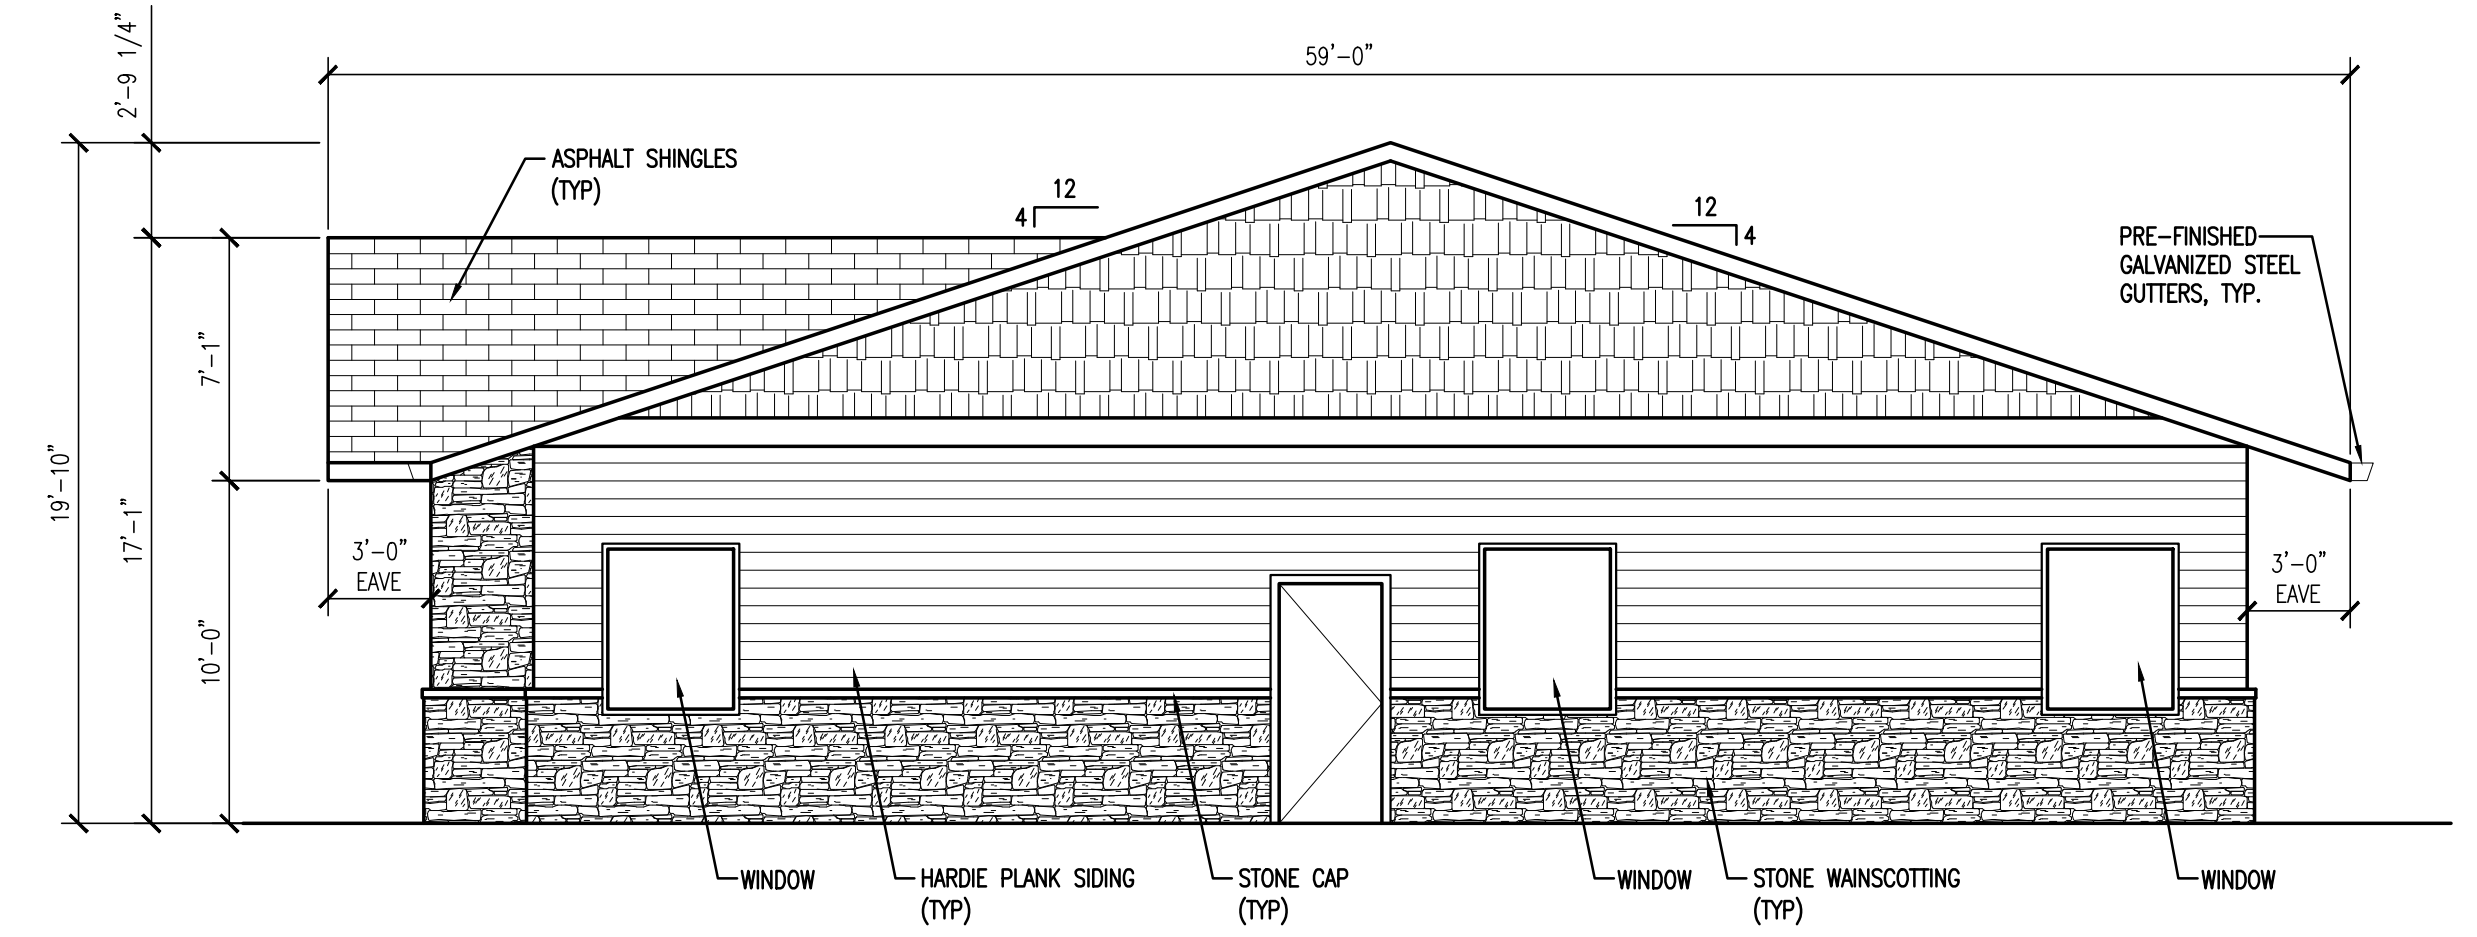 59'-0"
2'-9 1/4"
ASPHALT SHINGLES
(TYP)
12
4
12
4
PRE-FINISHED
GALVANIZED STEEL
GUTTERS, TYP.
7'-1"
19'-10"
17'-1"
3'-0"
EAVE
3'-0"
EAVE
10'-0"
WINDOW
HARDIE PLANK SIDING
(TYP)
STONE CAP
(TYP)
WINDOW
STONE WAINSCOTTING
(TYP)
WINDOW